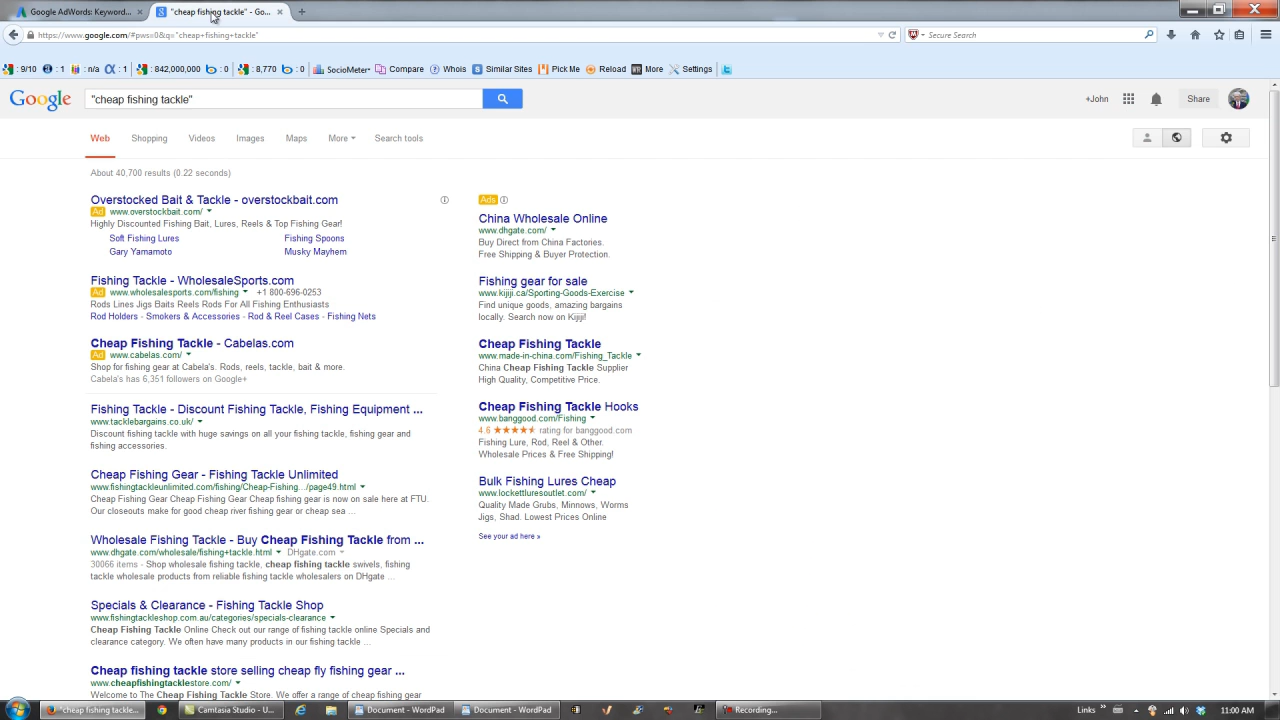 Google AdWords: Keyword...
"cheap fishing tackle" - Go...
https://www.google.com/#pws=0&q="cheap+fishing+tackle"
Secure Search
: 9/10 : 1 : n/a : 1 : 842,000,000 : 0 : 8,770 : 0 SocioMeter Compare Whois Similar Sites Pick Me Reload More Settings
Google
"cheap fishing tackle"
+John
Share
Web Shopping Videos Images Maps More Search tools
About 40,700 results (0.22 seconds)
Overstocked Bait & Tackle - overstockbait.com
Ad www.overstockbait.com/
Highly Discounted Fishing Bait, Lures, Reels & Top Fishing Gear!
Soft Fishing Lures Fishing Spoons
Gary Yamamoto Musky Mayhem
Fishing Tackle - WholesaleSports.com
Ad www.wholesalesports.com/fishing +1 800-696-0253
Rods Lines Jigs Baits Reels Rods For All Fishing Enthusiasts
Rod Holders - Smokers & Accessories - Rod & Reel Cases - Fishing Nets
Cheap Fishing Tackle - Cabelas.com
Ad www.cabelas.com/
Shop for fishing gear at Cabela's. Rods, reels, tackle, bait & more.
Cabela's has 6,351 followers on Google+
Fishing Tackle - Discount Fishing Tackle, Fishing Equipment ...
www.tacklebargains.co.uk/
Discount fishing tackle with huge savings on all your fishing tackle, fishing gear and
fishing accessories.
Cheap Fishing Gear - Fishing Tackle Unlimited
www.fishingtackleunlimited.com/fishing/Cheap-Fishing.../page49.html
Cheap Fishing Gear Cheap Fishing Gear Cheap fishing gear is now on sale here at FTU.
Our closeouts make for good cheap river fishing gear or cheap sea ...
Wholesale Fishing Tackle - Buy Cheap Fishing Tackle from ...
www.dhgate.com/wholesale/fishing+tackle.html DHgate.com
30066 items - Shop wholesale fishing tackle, cheap fishing tackle swivels, fishing
tackle wholesale products from reliable fishing tackle wholesalers on DHgate ...
Specials & Clearance - Fishing Tackle Shop
www.fishingtackleshop.com.au/categories/specials-clearance
Cheap Fishing Tackle Online Check out our range of fishing tackle online Specials and
clearance category. We often have many products in our fishing tackle ...
Cheap fishing tackle store selling cheap fly fishing gear ...
www.cheapfishingtacklestore.com/
Welcome to The Cheap Fishing Tackle Store. We offer a range of cheap fishing gear
Ads
China Wholesale Online
www.dhgate.com/
Buy Direct from China Factories.
Free Shipping & Buyer Protection.
Fishing gear for sale
www.kijiji.ca/Sporting-Goods-Exercise
Find unique goods, amazing bargains
locally. Search now on Kijiji!
Cheap Fishing Tackle
www.made-in-china.com/Fishing_Tackle
China Cheap Fishing Tackle Supplier
High Quality, Competitive Price.
Cheap Fishing Tackle Hooks
www.banggood.com/Fishing
4.6 ★★★★★ rating for banggood.com
Fishing Lure, Rod, Reel & Other.
Wholesale Prices & Free Shipping!
Bulk Fishing Lures Cheap
www.lockettluresoutlet.com/
Quality Made Grubs, Minnows, Worms
Jigs, Shad. Lowest Prices Online
See your ad here »
"cheap fishing tackle... Camtasia Studio - U... Document - WordPad Document - WordPad Recording... Links » 11:00 AM